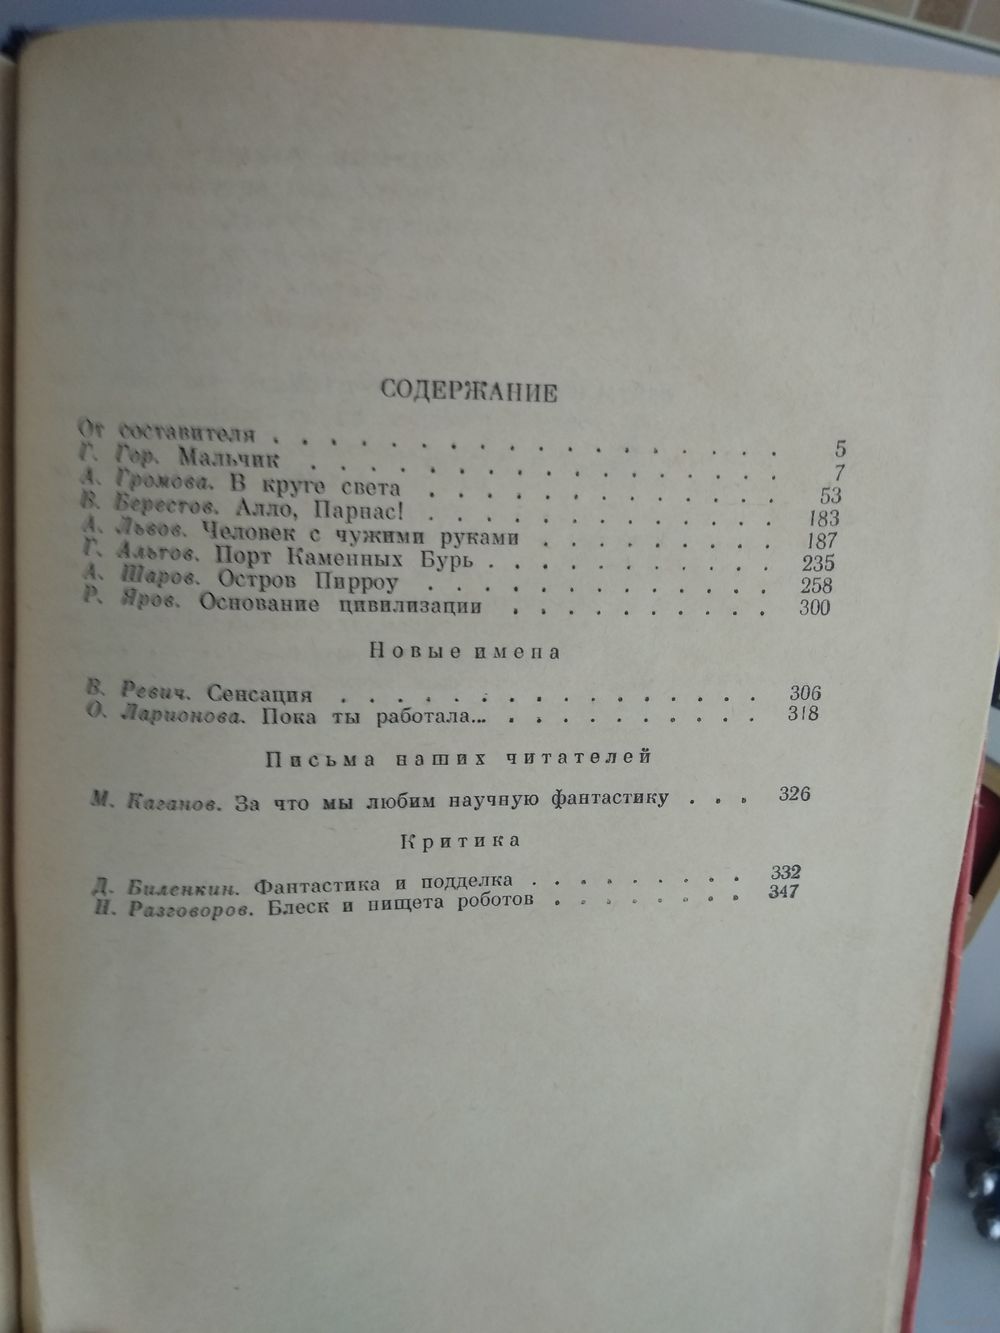 СОДЕРЖАНИЕ
От составителя . . . . . . . . . . . . . . . . . . 5
Г. Гор. Мальчик . . . . . . . . . . . . . . . . . 7
А. Громова. В круге света . . . . . . . . . . . . . 53
В. Берестов. Алло, Парнас! . . . . . . . . . . . . . 183
А. Львов. Человек с чужими руками . . . . . . . . . 187
Г. Альтов. Порт Каменных Бурь . . . . . . . . . . . 235
А. Шаров. Остров Пирроу . . . . . . . . . . . . . 258
Р. Яров. Основание цивилизации . . . . . . . . . . 300
Новые имена
В. Ревич. Сенсация . . . . . . . . . . . . . . . . 306
О. Ларионова. Пока ты работала... . . . . . . . . . . 318
Письма наших читателей
М. Каганов. За что мы любим научную фантастику . . . 326
Критика
Д. Биленкин. Фантастика и подделка . . . . . . . . . 332
Н. Разговоров. Блеск и нищета роботов . . . . . . . . 347